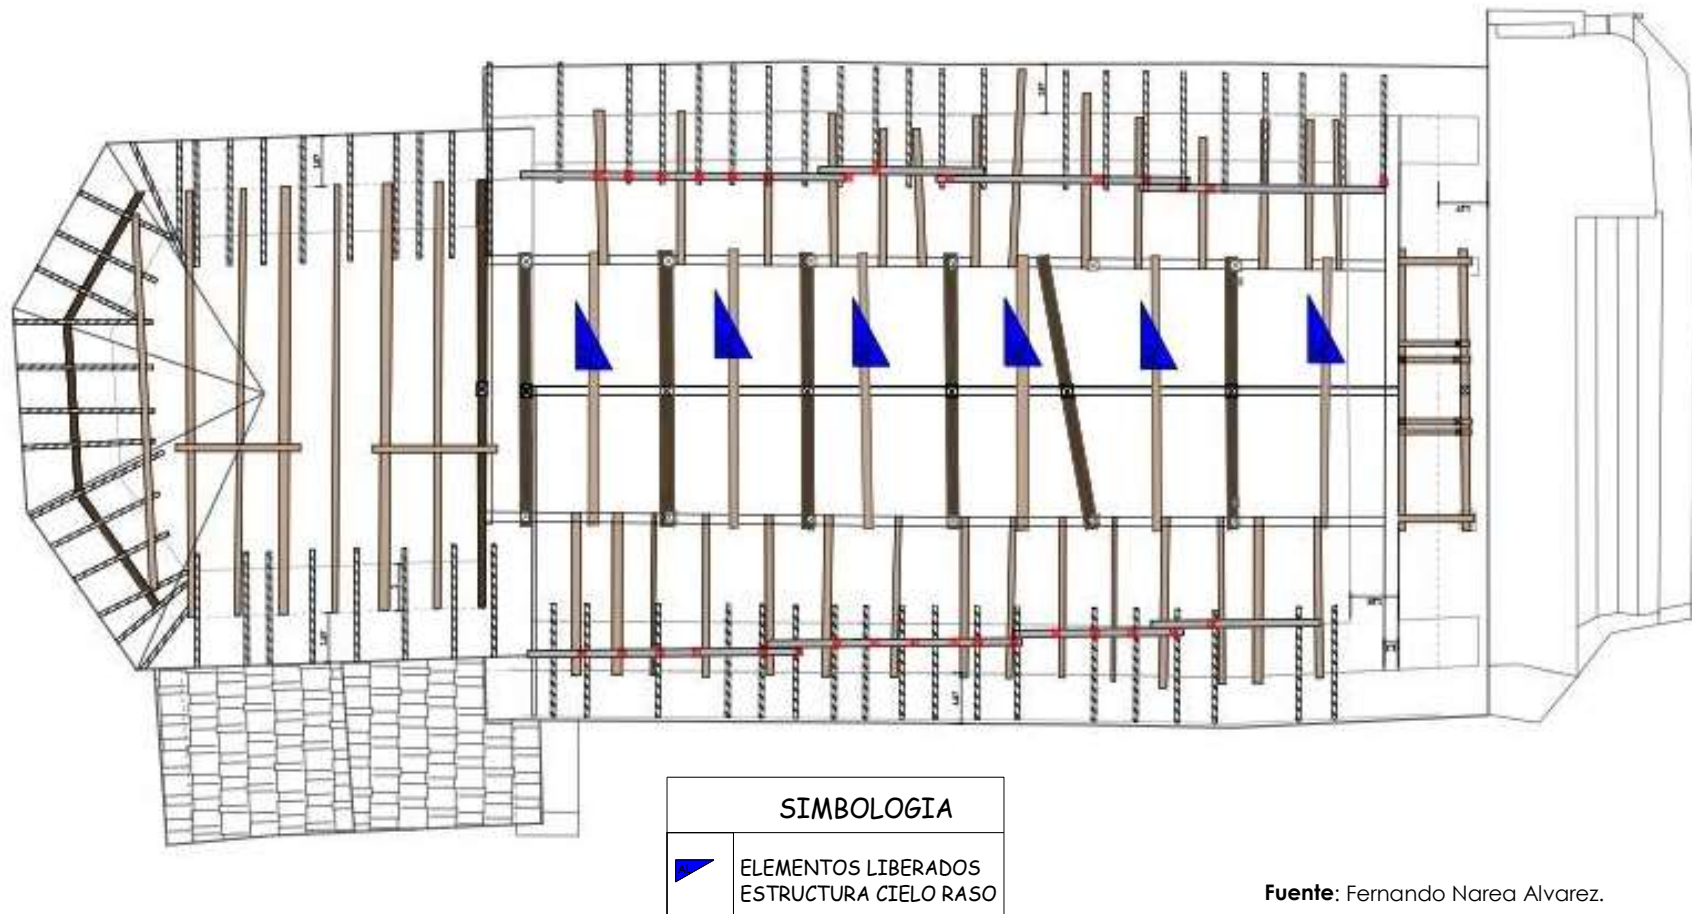 SIMBOLOGIA
ELEMENTOS LIBERADOS
ESTRUCTURA CIELO RASO
Fuente: Fernando Narea Alvarez.